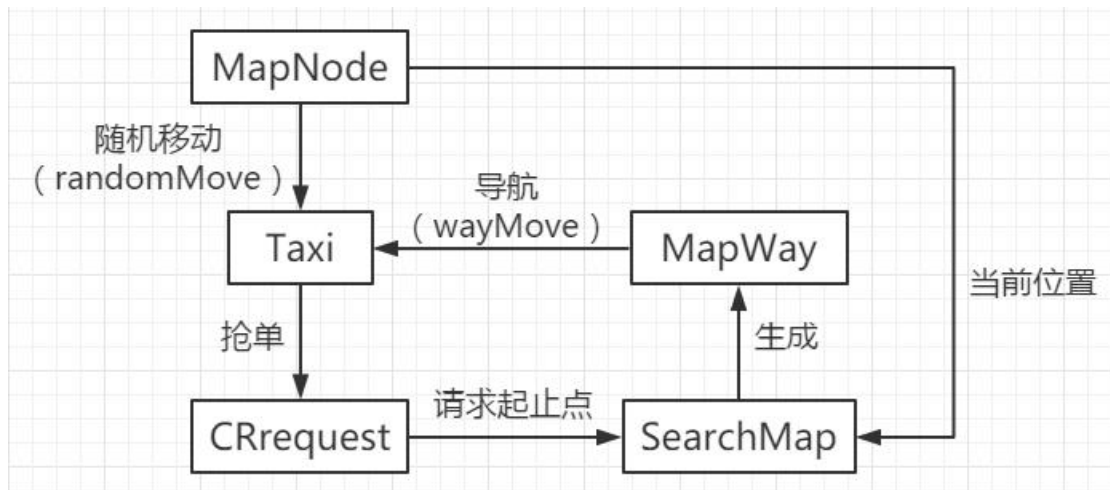 MapNode
随机移动
（randomMove）
导航
（wayMove）
Taxi
MapWay
当前位置
抢单
生成
请求起止点
CRrequest
SearchMap